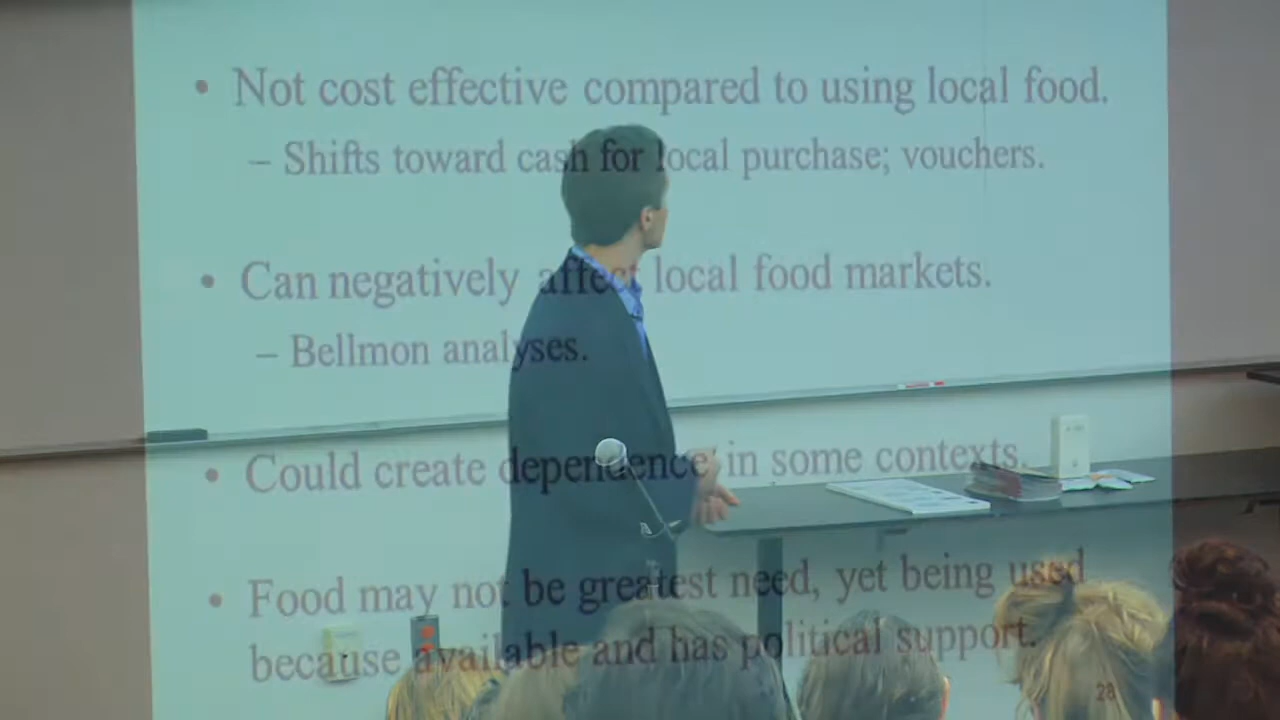 • Not cost effective compared to using local food.
– Shifts toward cash for local purchase; vouchers.
• Can negatively affect local food markets.
– Bellmon analyses.
• Could create dependence, in some contexts.
• Food may not be greatest need, yet being used
because available and has political support.
28